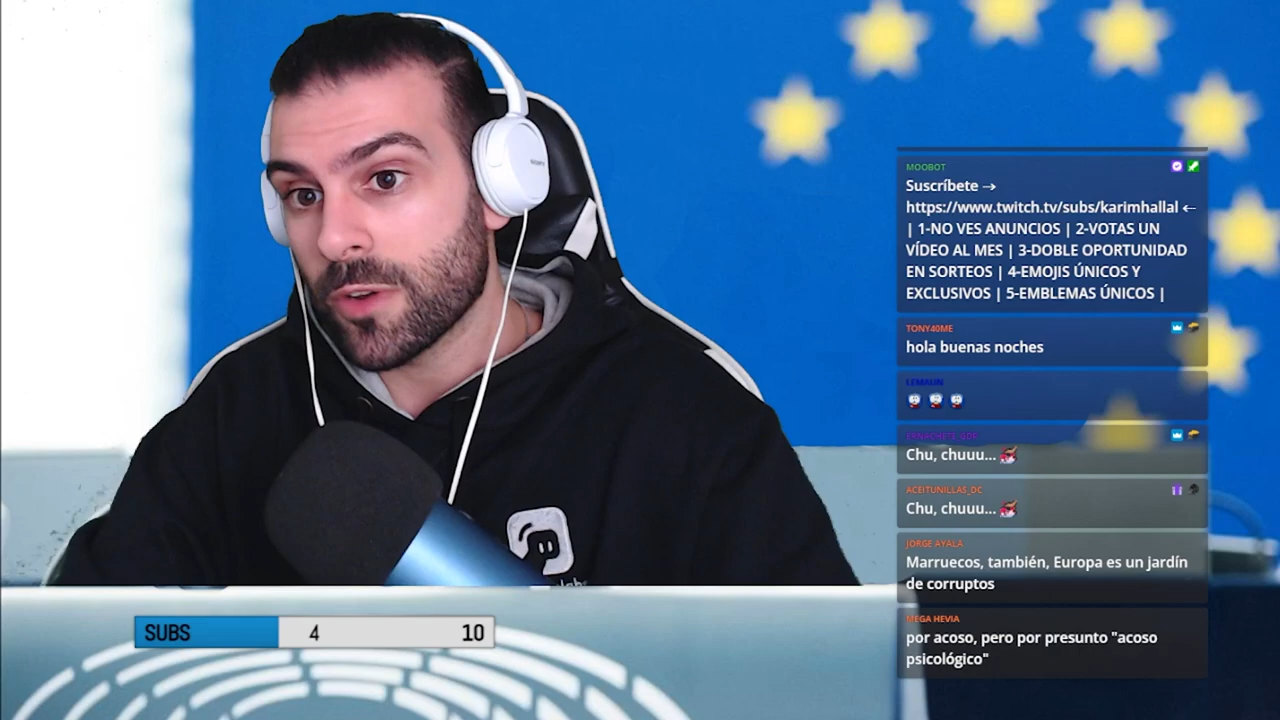 SONY
MOOBOT
Suscríbete →
https://www.twitch.tv/subs/karimhallal ←
| 1-NO VES ANUNCIOS | 2-VOTAS UN
VÍDEO AL MES | 3-DOBLE OPORTUNIDAD
EN SORTEOS | 4-EMOJIS ÚNICOS Y
EXCLUSIVOS | 5-EMBLEMAS ÚNICOS |
TONY40ME
hola buenas noches
LEMAUN
Chu, chuuu...
ACEITUNILLAS_DC
Chu, chuuu...
JORGE AYALA
Marruecos, también, Europa es un jardín
de corruptos
MEGA HEVIA
por acoso, pero por presunto "acoso
psicológico"
SUBS 4 10